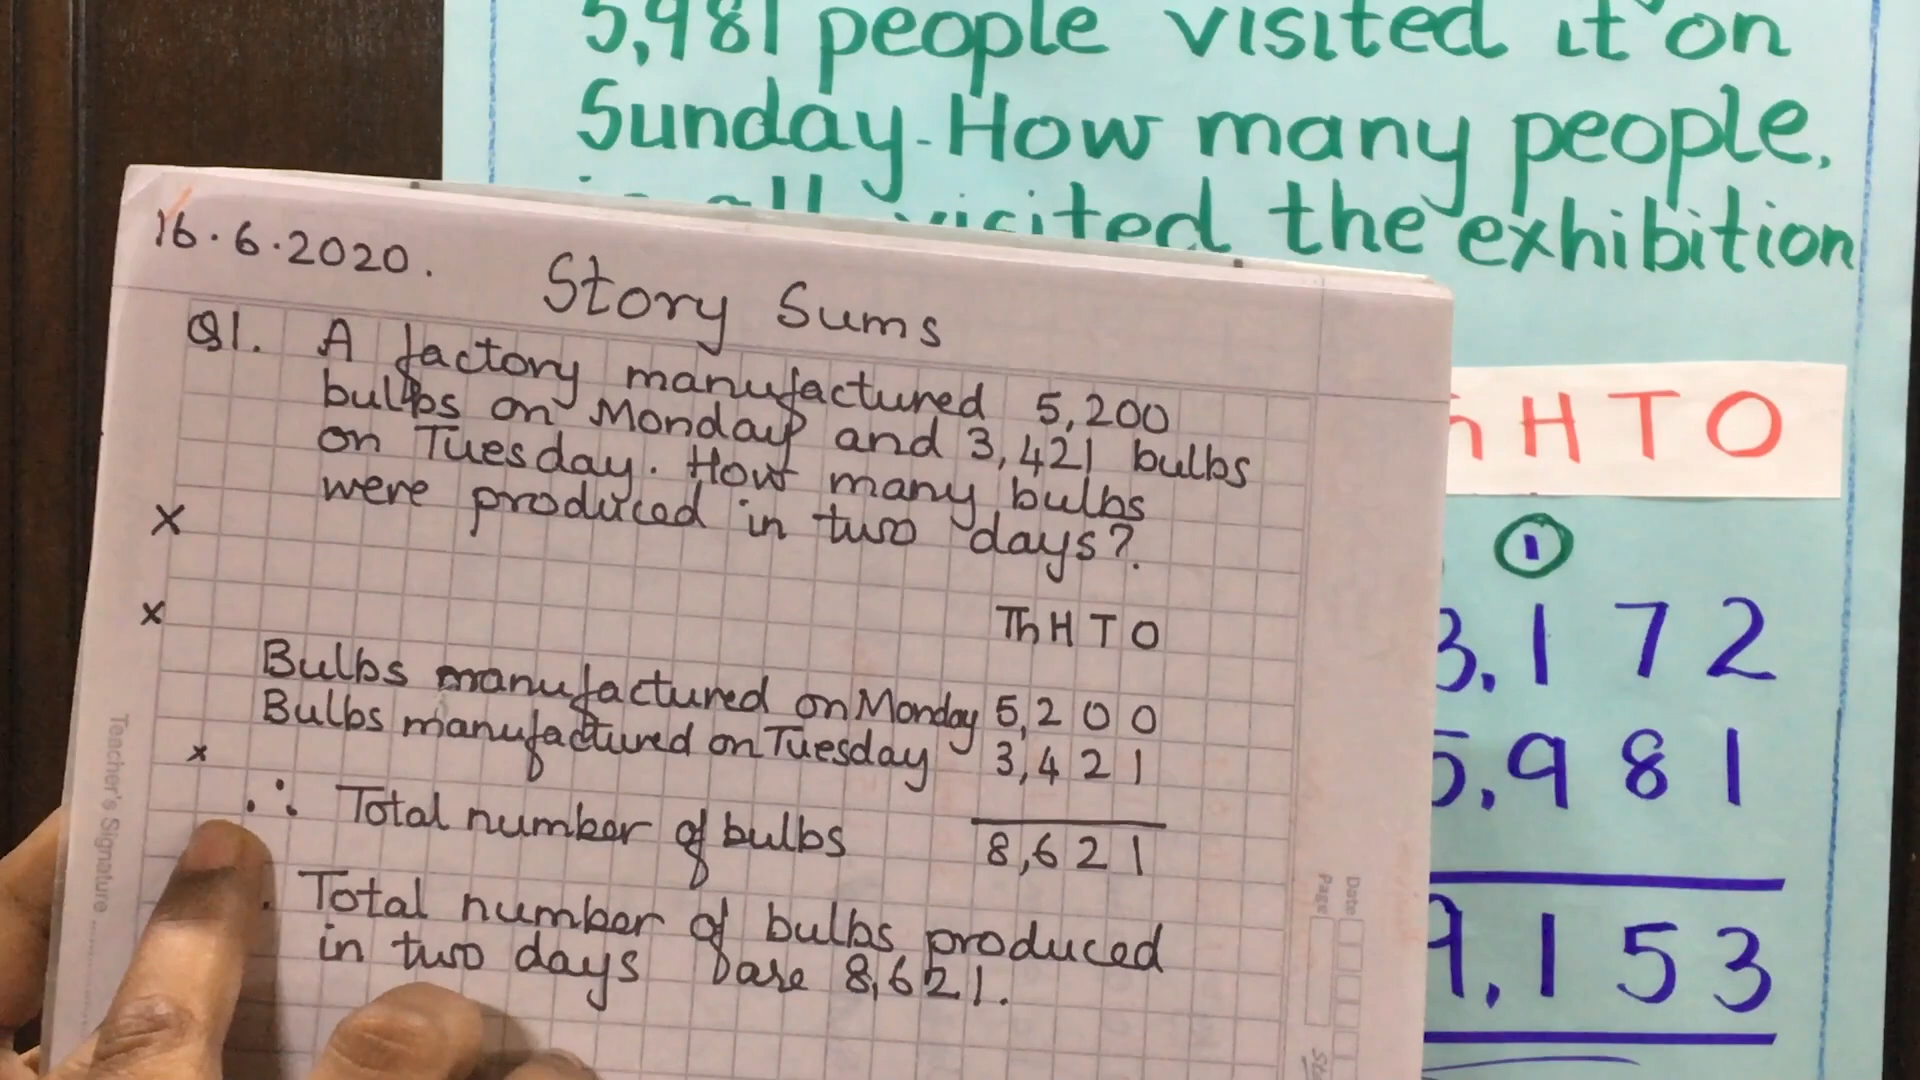 5,981 people visited it on
Sunday. How many people,
in all visited the exhibition
16.6.2020.
Story Sums
Q1. A factory manufactured 5,200
bulbs on Monday and 3,421 bulbs
on Tuesday. How many bulbs
were produced in two days?
x
x
Th H T O
Bulbs manufactured on Monday 5,200
Bulbs manufactured on Tuesday 3,421
x
∴ Total number of bulbs 8,621
Total number of bulbs produced
in two days are 8,621.
Teacher's Signature
Date
Page
H T O
1
3,172
5,981
9,153